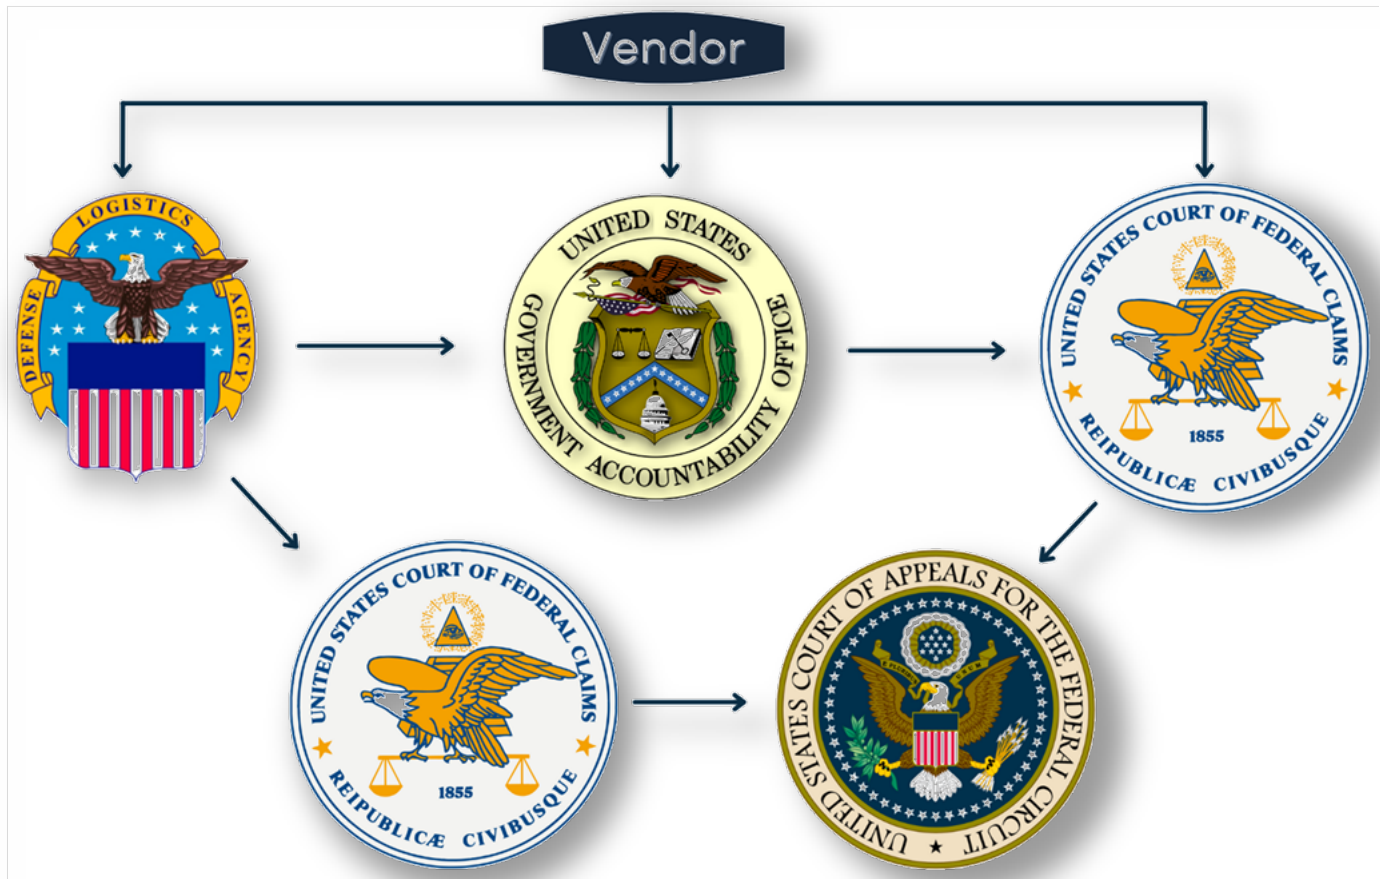 Vendor
DEFENSE LOGISTICS AGENCY
UNITED STATES
GOVERNMENT ACCOUNTABILITY OFFICE
UNITED STATES COURT OF FEDERAL CLAIMS
1855
REIPUBLICÆ CIVIBUSQUE
UNITED STATES COURT OF FEDERAL CLAIMS
1855
REIPUBLICÆ CIVIBUSQUE
UNITED STATES COURT OF APPEALS FOR THE FEDERAL CIRCUIT